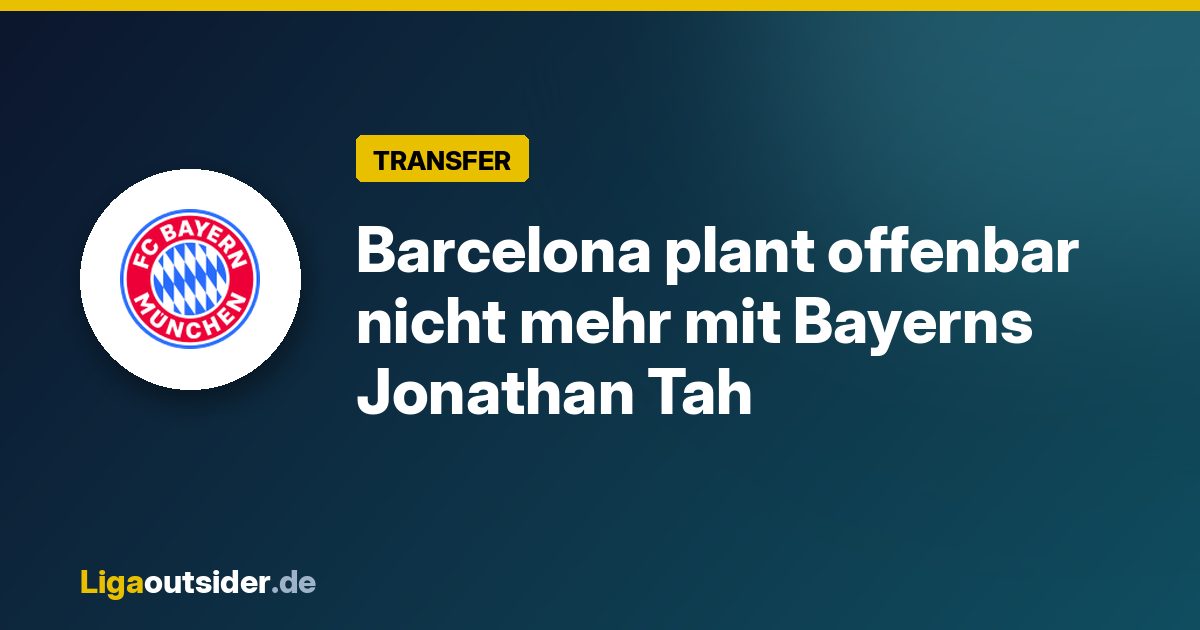 FC BAYERN
MÜNCHEN
TRANSFER
Barcelona plant offenbar
nicht mehr mit Bayerns
Jonathan Tah
Ligaoutsider.de